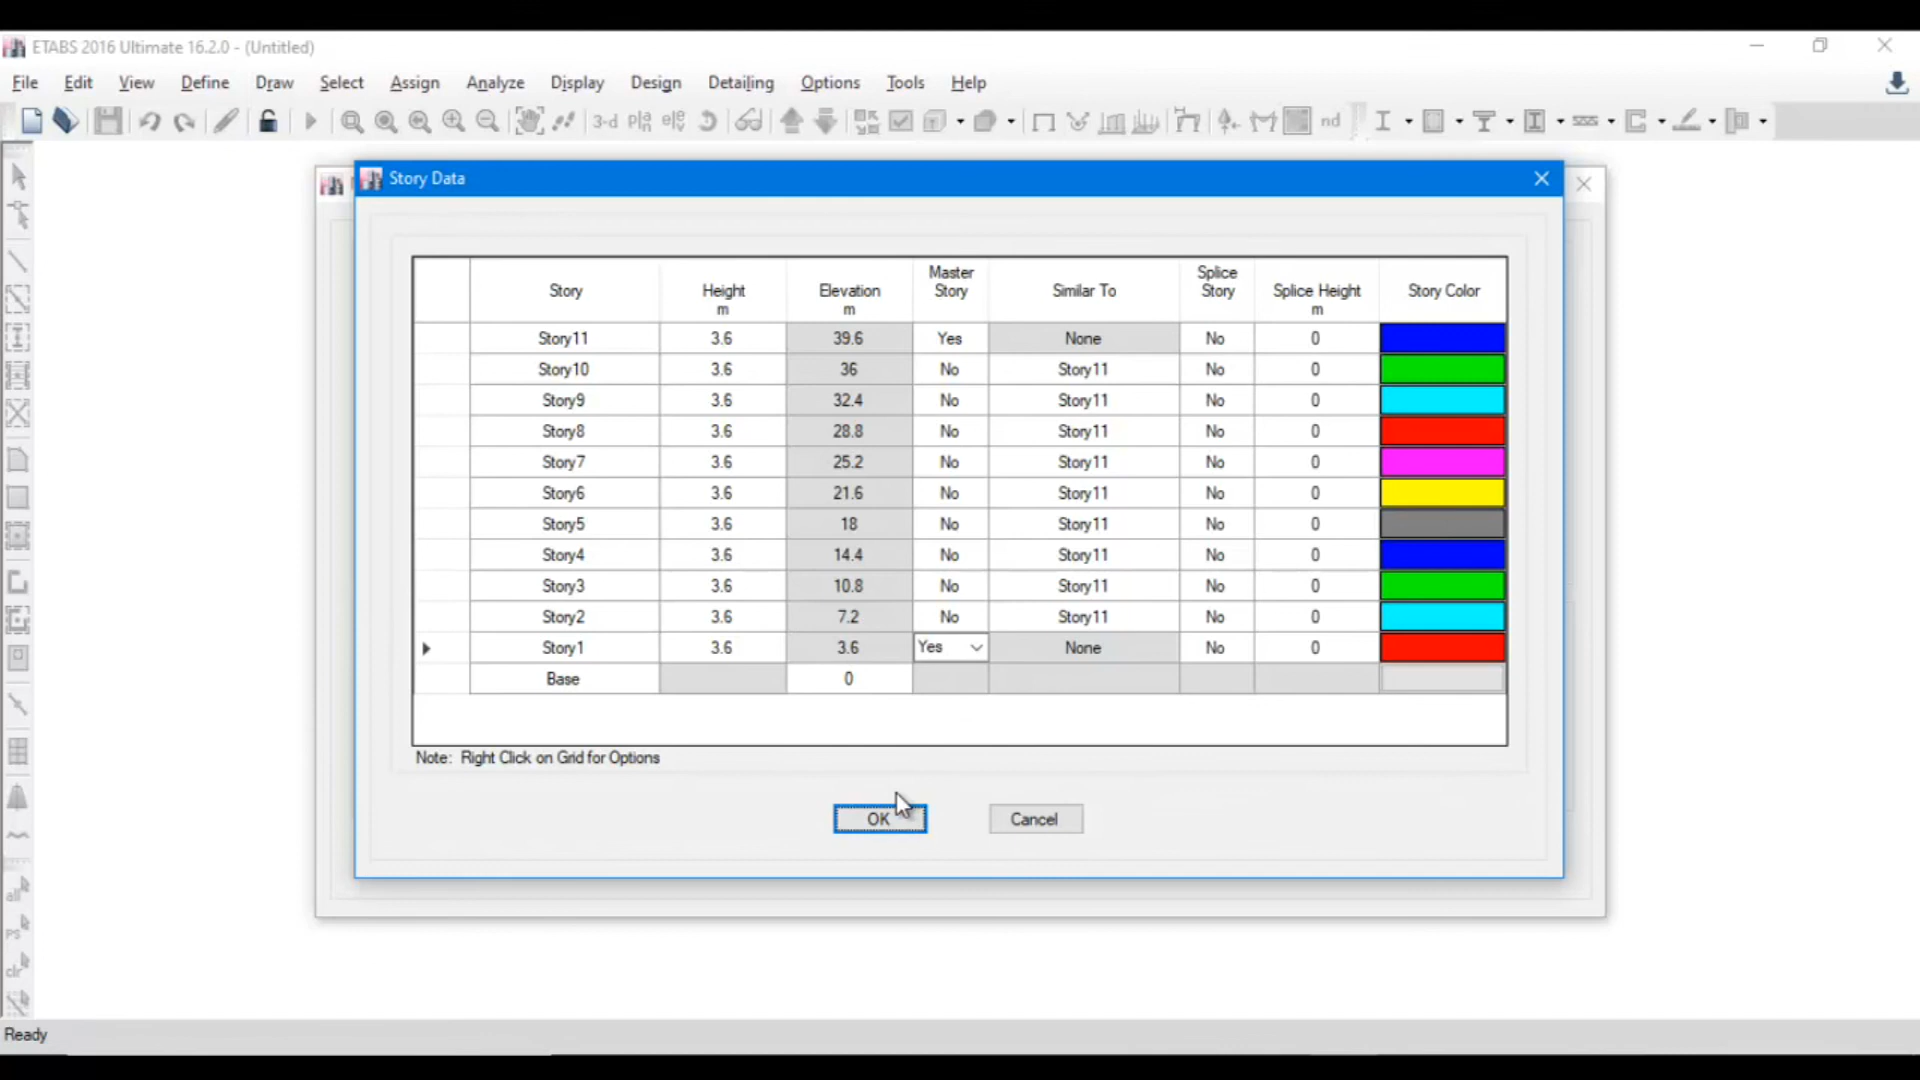 ETABS 2016 Ultimate 16.2.0 - (Untitled)
File Edit View Define Draw Select Assign Analyze Display Design Detailing Options Tools Help
3-d pla elev nd
Story Data
Story Height m Elevation m Master Story Similar To Splice Story Splice Height m Story Color
Story11 3.6 39.6 Yes None No 0
Story10 3.6 36 No Story11 No 0
Story9 3.6 32.4 No Story11 No 0
Story8 3.6 28.8 No Story11 No 0
Story7 3.6 25.2 No Story11 No 0
Story6 3.6 21.6 No Story11 No 0
Story5 3.6 18 No Story11 No 0
Story4 3.6 14.4 No Story11 No 0
Story3 3.6 10.8 No Story11 No 0
Story2 3.6 7.2 No Story11 No 0
Story1 3.6 3.6 Yes None No 0
Base 0
Note: Right Click on Grid for Options
OK Cancel
all
ps
clr
Ready